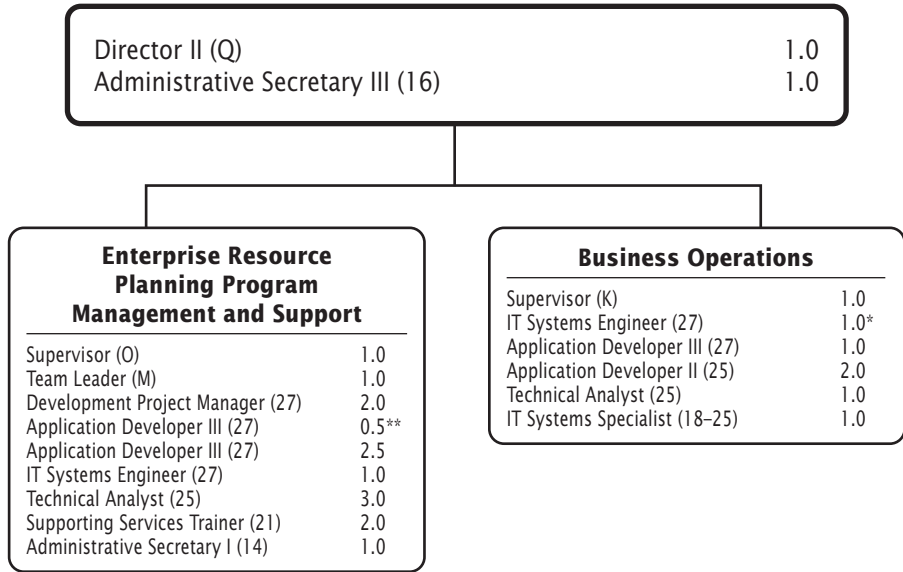 Director II (Q) 1.0
Administrative Secretary III (16) 1.0
Enterprise Resource
Planning Program
Management and Support
Supervisor (O) 1.0
Team Leader (M) 1.0
Development Project Manager (27) 2.0
Application Developer III (27) 0.5**
Application Developer III (27) 2.5
IT Systems Engineer (27) 1.0
Technical Analyst (25) 3.0
Supporting Services Trainer (21) 2.0
Administrative Secretary I (14) 1.0
Business Operations
Supervisor (K) 1.0
IT Systems Engineer (27) 1.0*
Application Developer III (27) 1.0
Application Developer II (25) 2.0
Technical Analyst (25) 1.0
IT Systems Specialist (18–25) 1.0